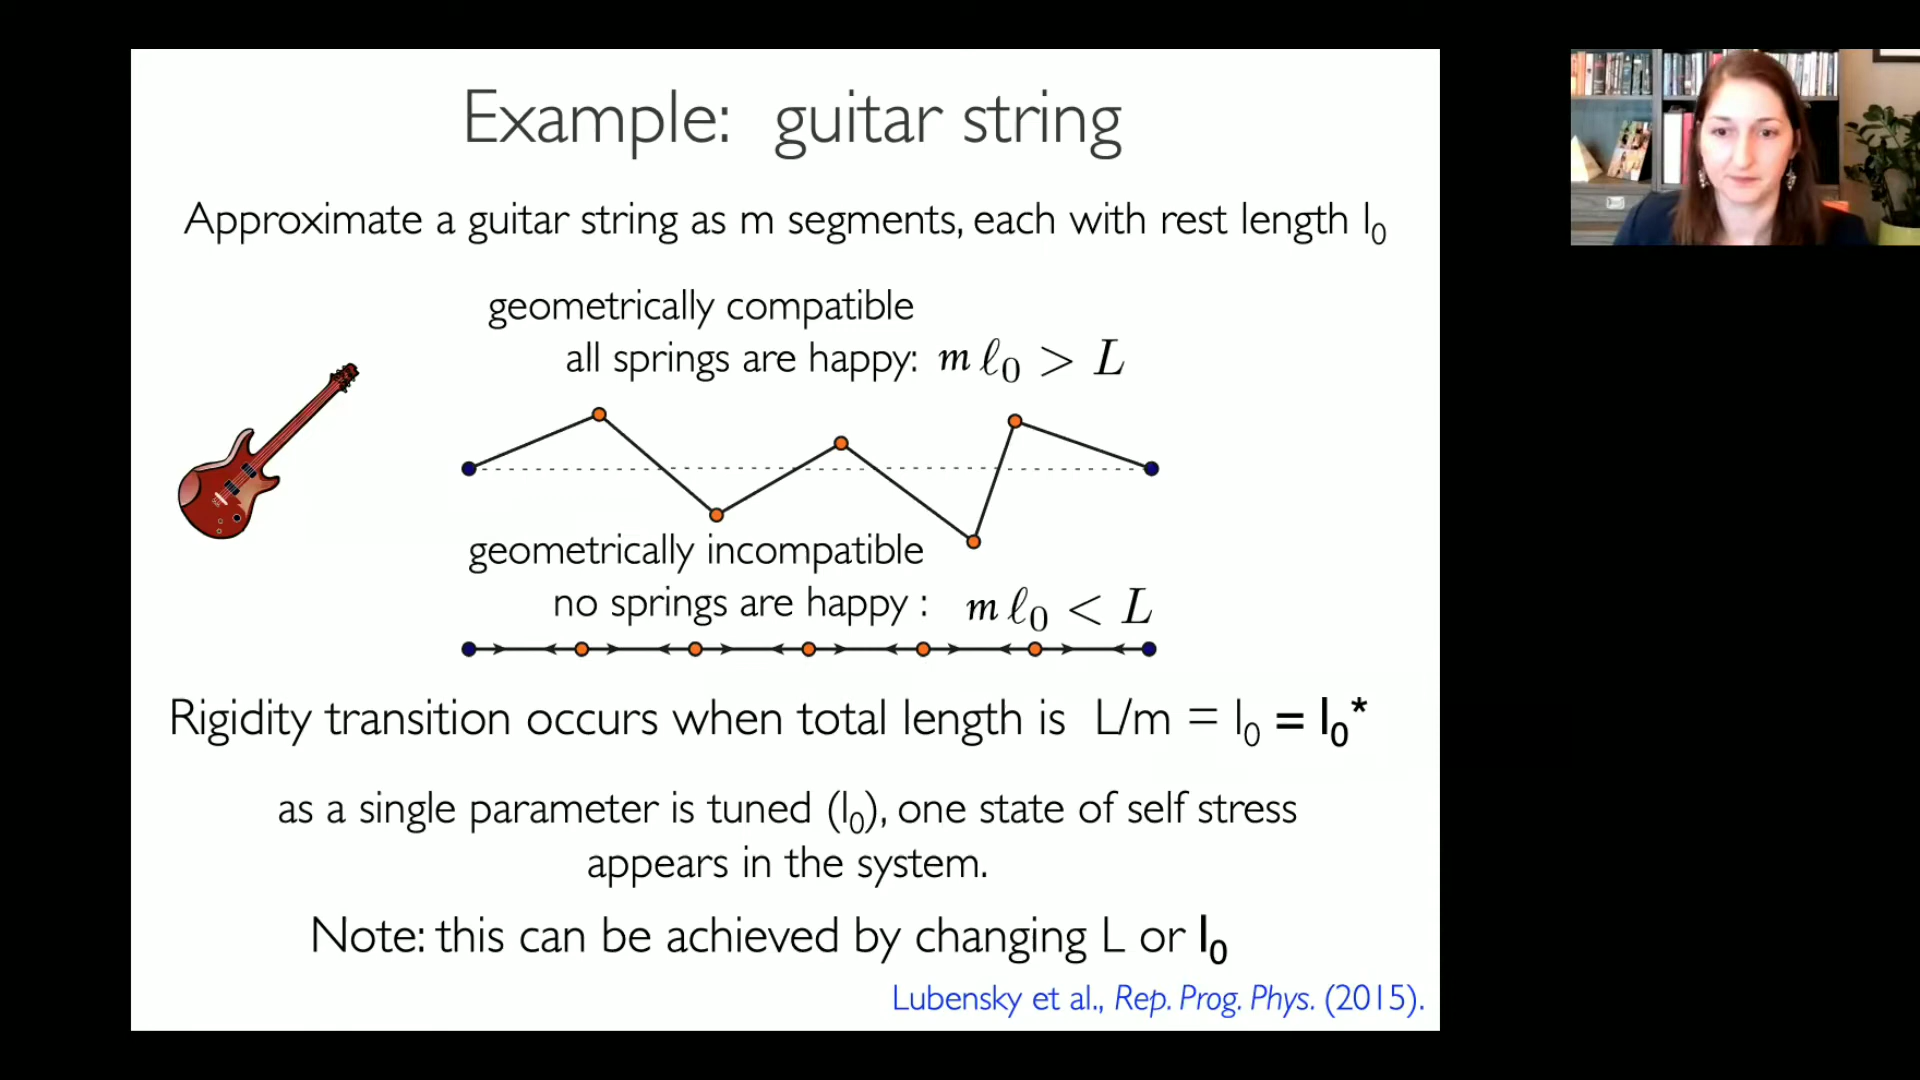 Example: guitar string
Approximate a guitar string as m segments, each with rest length l₀
geometrically compatible
all springs are happy: m ℓ₀ > L
geometrically incompatible
no springs are happy : m ℓ₀ < L
Rigidity transition occurs when total length is L/m = l₀ = l₀*
as a single parameter is tuned (l₀), one state of self stress
appears in the system.
Note: this can be achieved by changing L or l₀
Lubensky et al., Rep. Prog. Phys. (2015).